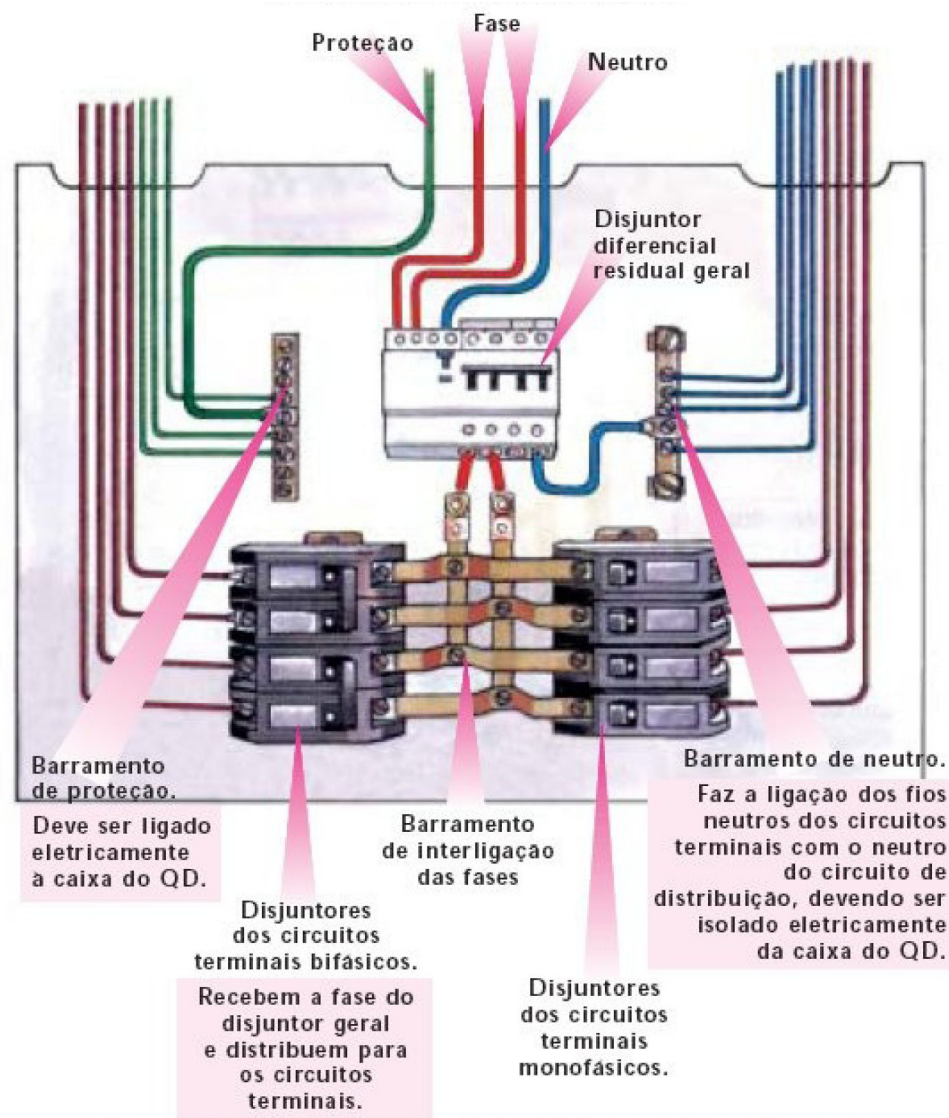 Proteção
Fase
Neutro
Disjuntor
diferencial
residual geral
Barramento
de proteção.
Deve ser ligado
eletricamente
à caixa do QD.
Disjuntores
dos circuitos
terminais bifásicos.
Recebem a fase do
disjuntor geral
e distribuem para
os circuitos
terminais.
Barramento
de interligação
das fases
Disjuntores
dos circuitos
terminais
monofásicos.
Barramento de neutro.
Faz a ligação dos fios
neutros dos circuitos
terminais com o neutro
do circuito de
distribuição, devendo ser
isolado eletricamente
da caixa do QD.